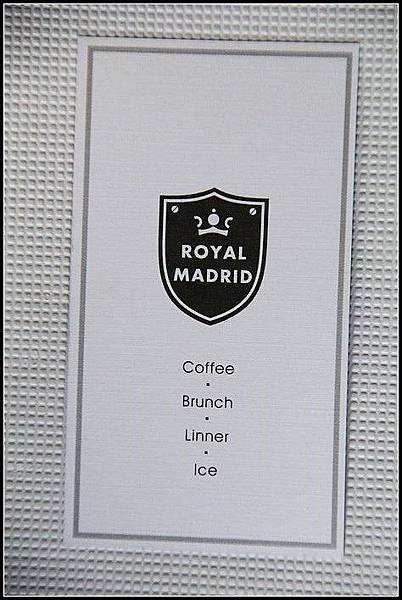 ROYAL
MADRID
Coffee
·
Brunch
·
Linner
·
Ice